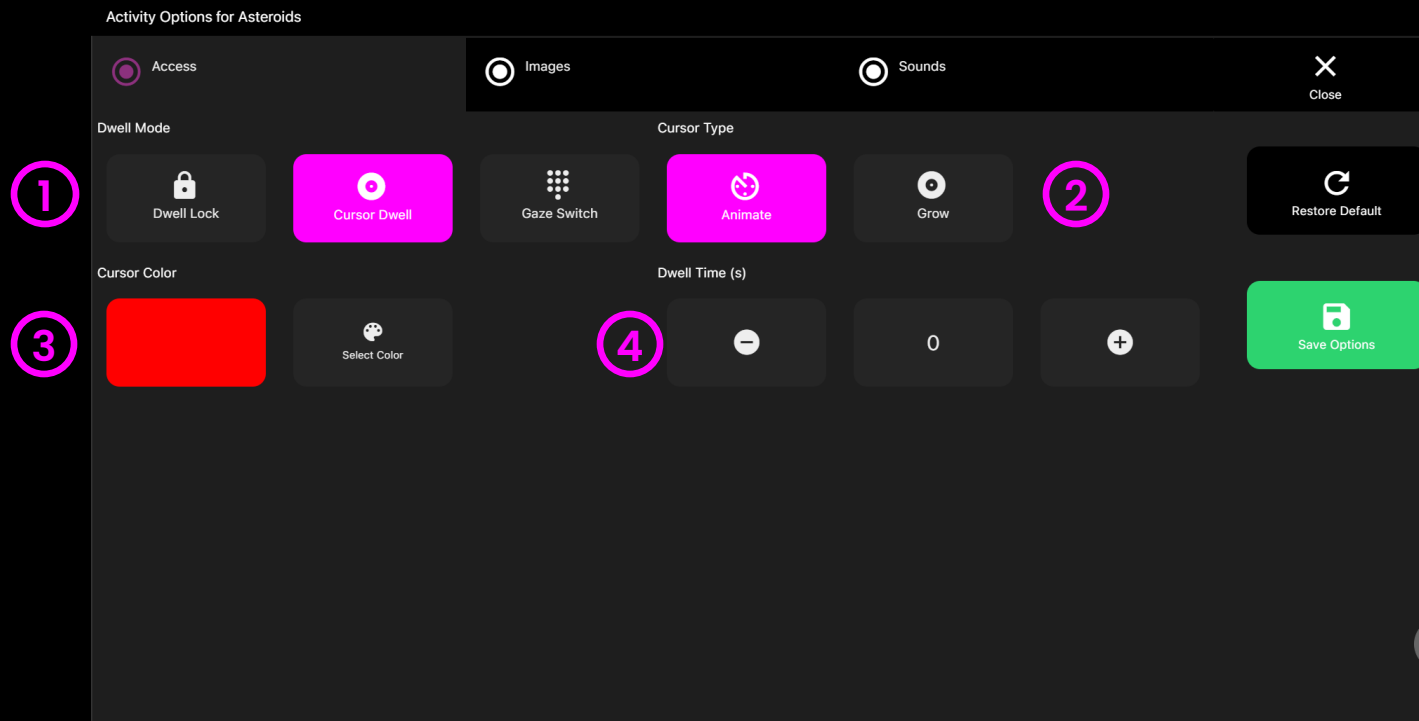 Activity Options for Asteroids
Access
Images
Sounds
Close
Dwell Mode
Cursor Type
1
Dwell Lock
Cursor Dwell
Gaze Switch
Animate
Grow
2
Restore Default
Cursor Color
Dwell Time (s)
3
Select Color
4
0
Save Options